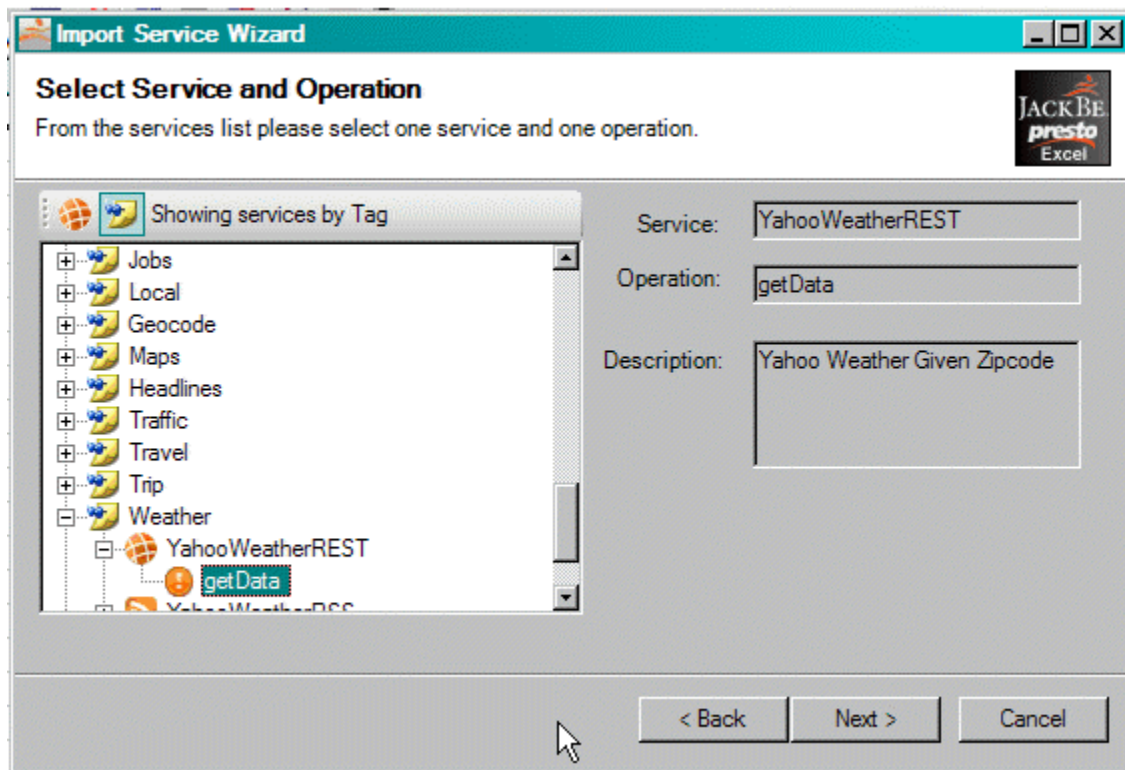 Import Service Wizard
Select Service and Operation
From the services list please select one service and one operation.
JACKBE
presto
Excel
Showing services by Tag
Jobs
Local
Geocode
Maps
Headlines
Traffic
Travel
Trip
Weather
YahooWeatherREST
getData
YahooWeatherRSS
Service:
YahooWeatherREST
Operation:
getData
Description:
Yahoo Weather Given Zipcode
< Back
Next >
Cancel